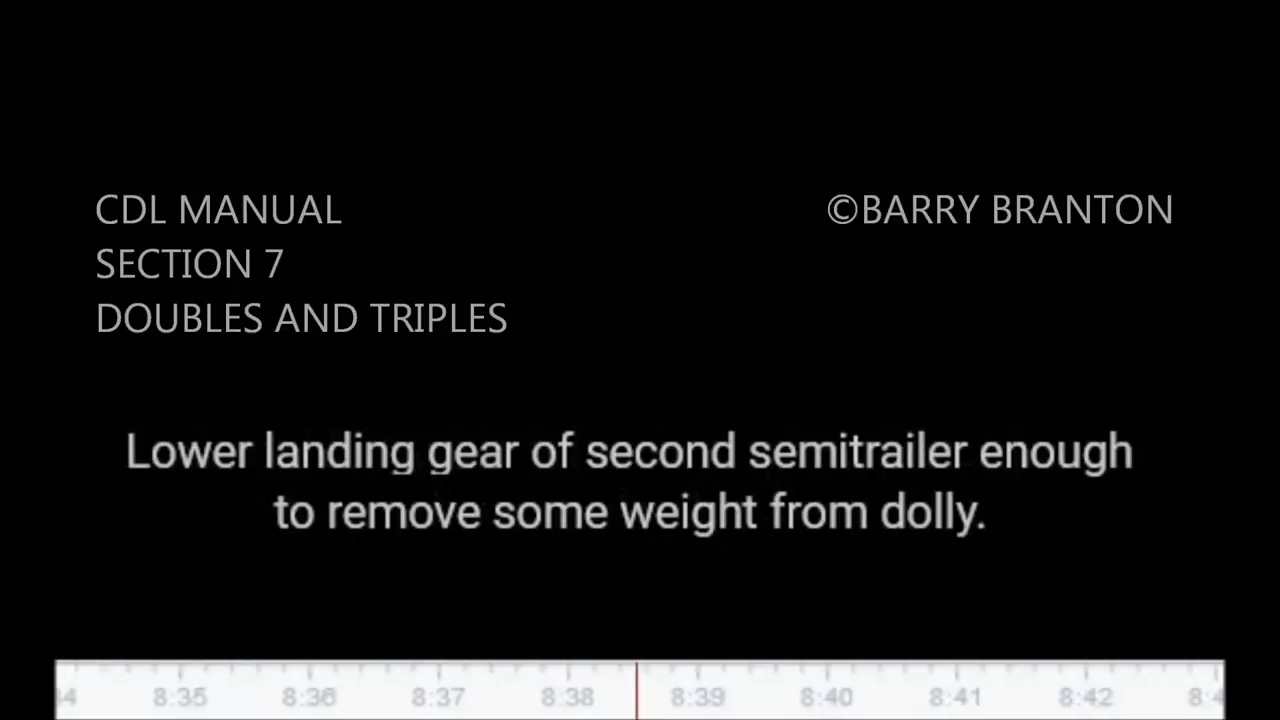 CDL MANUAL
©BARRY BRANTON
SECTION 7
DOUBLES AND TRIPLES
Lower landing gear of second semitrailer enough
to remove some weight from dolly.
8:35 8:36 8:37 8:38 8:39 8:40 8:41 8:42